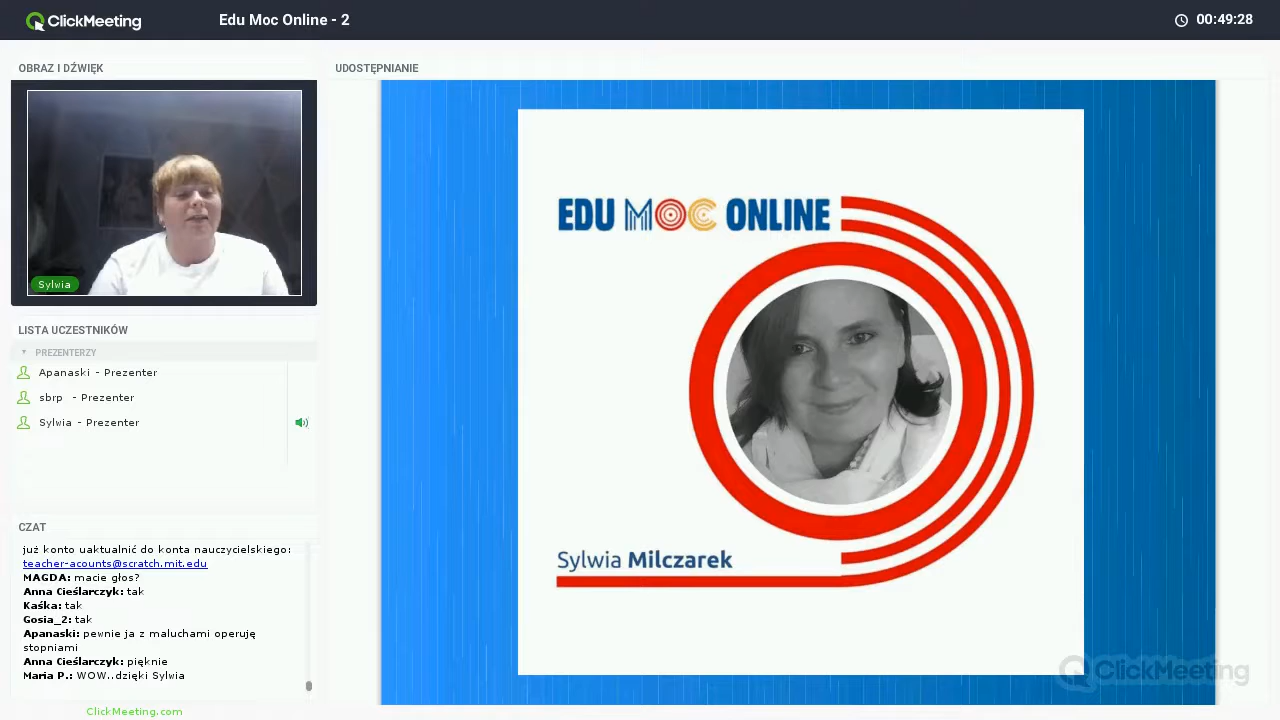 ClickMeeting
Edu Moc Online - 2
00:49:28
OBRAZ I DŹWIĘK
UDOSTĘPNIANIE
Sylwia
EDU MOC ONLINE
Sylwia Milczarek
LISTA UCZESTNIKÓW
PREZENTERZY
Apanaski - Prezenter
sbrp - Prezenter
Sylwia - Prezenter
CZAT
już konto uaktualnić do konta nauczycielskiego:
teacher-acounts@scratch.mit.edu
MAGDA: macie głos?
Anna Cieślarczyk: tak
Kaśka: tak
Gosia_2: tak
Apanaski: pewnie ja z maluchami operuję
stopniami
Anna Cieślarczyk: pięknie
Maria P.: WOW..dzięki Sylwia
ClickMeeting.com
ClickMeeting